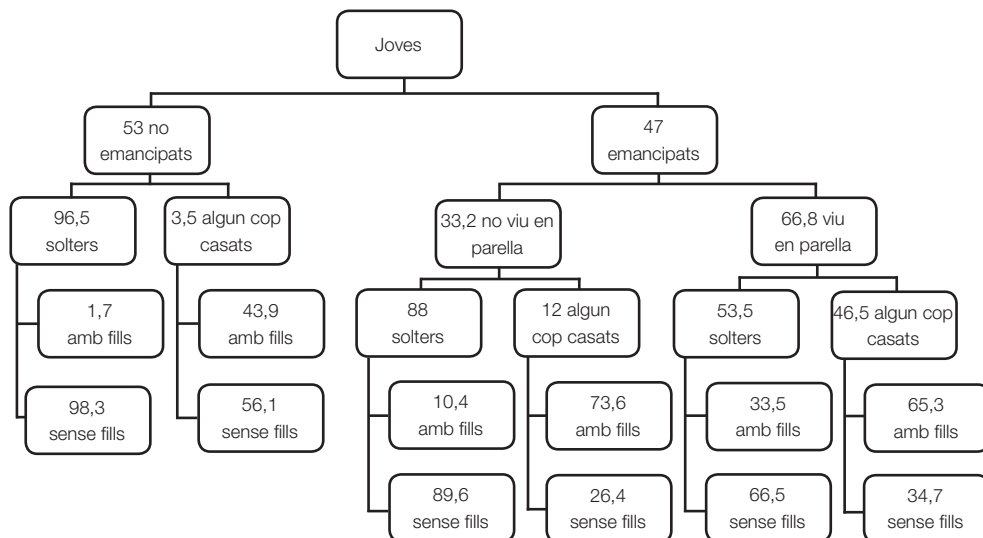 Joves
53 no
emancipats
47
emancipats
96,5
solters
3,5 algun cop
casats
33,2 no viu en
parella
66,8 viu
en parella
1,7
amb fills
43,9
amb fills
88
solters
12 algun
cop casats
53,5
solters
46,5 algun cop
casats
98,3
sense fills
56,1
sense fills
10,4
amb fills
73,6
amb fills
33,5
amb fills
65,3
amb fills
89,6
sense fills
26,4
sense fills
66,5
sense fills
34,7
sense fills